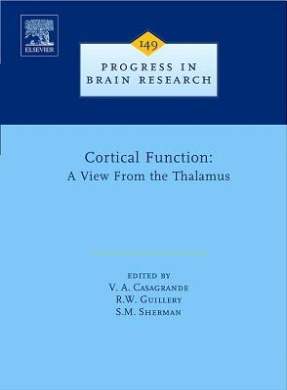 149
ELSEVIER
PROGRESS IN
BRAIN RESEARCH
Cortical Function:
A View From the Thalamus
EDITED BY
V. A. CASAGRANDE
R.W. GUILLERY
S.M. SHERMAN